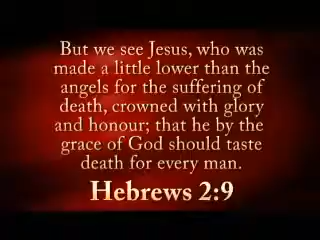 But we see Jesus, who was
made a little lower than the
angels for the suffering of
death, crowned with glory
and honour; that he by the
grace of God should taste
death for every man.
Hebrews 2:9